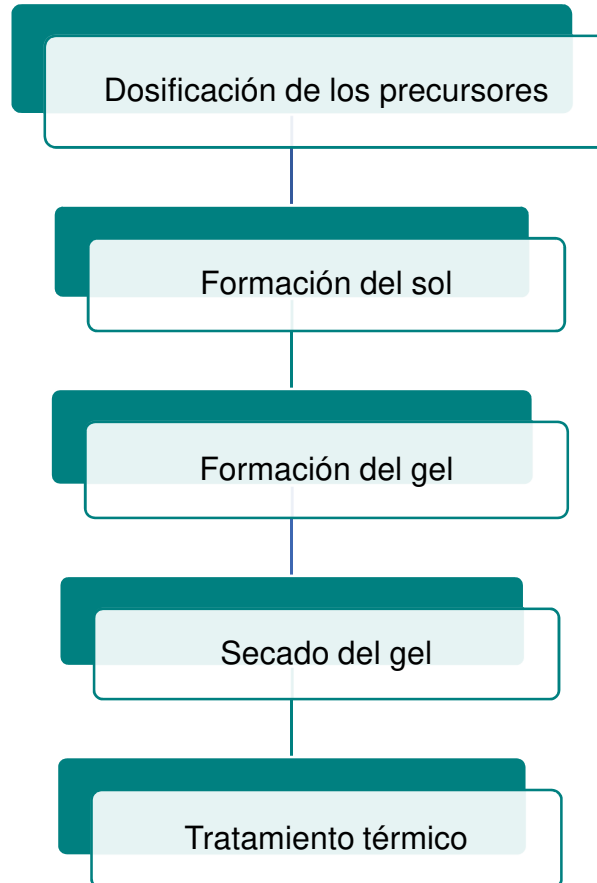 Dosificación de los precursores
Formación del sol
Formación del gel
Secado del gel
Tratamiento térmico